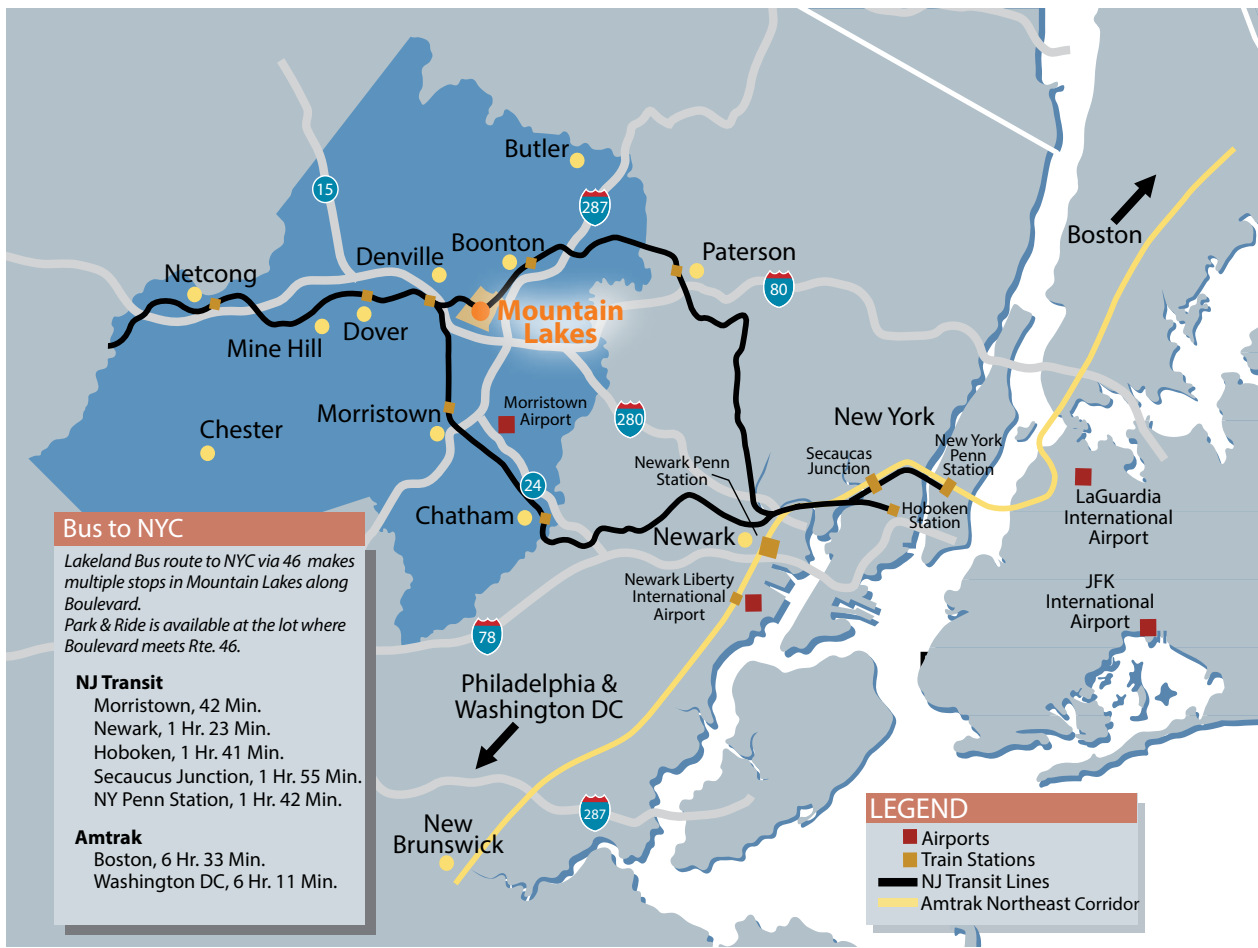 Butler
15
287
Boston
Denville
Boonton
Paterson
Netcong
80
Mountain
Lakes
Mine Hill
Dover
Morristown
Morristown
Airport
280
New York
Chester
Newark Penn
Station
Secaucas
Junction
New York
Penn
Station
24
LaGuardia
International
Airport
Hoboken
Station
Chatham
Newark
Newark Liberty
International
Airport
JFK
International
Airport
78
Philadelphia &
Washington DC
287
New
Brunswick
Bus to NYC
Lakeland Bus route to NYC via 46 makes
multiple stops in Mountain Lakes along
Boulevard.
Park & Ride is available at the lot where
Boulevard meets Rte. 46.
NJ Transit
Morristown, 42 Min.
Newark, 1 Hr. 23 Min.
Hoboken, 1 Hr. 41 Min.
Secaucus Junction, 1 Hr. 55 Min.
NY Penn Station, 1 Hr. 42 Min.
Amtrak
Boston, 6 Hr. 33 Min.
Washington DC, 6 Hr. 11 Min.
LEGEND
Airports
Train Stations
NJ Transit Lines
Amtrak Northeast Corridor